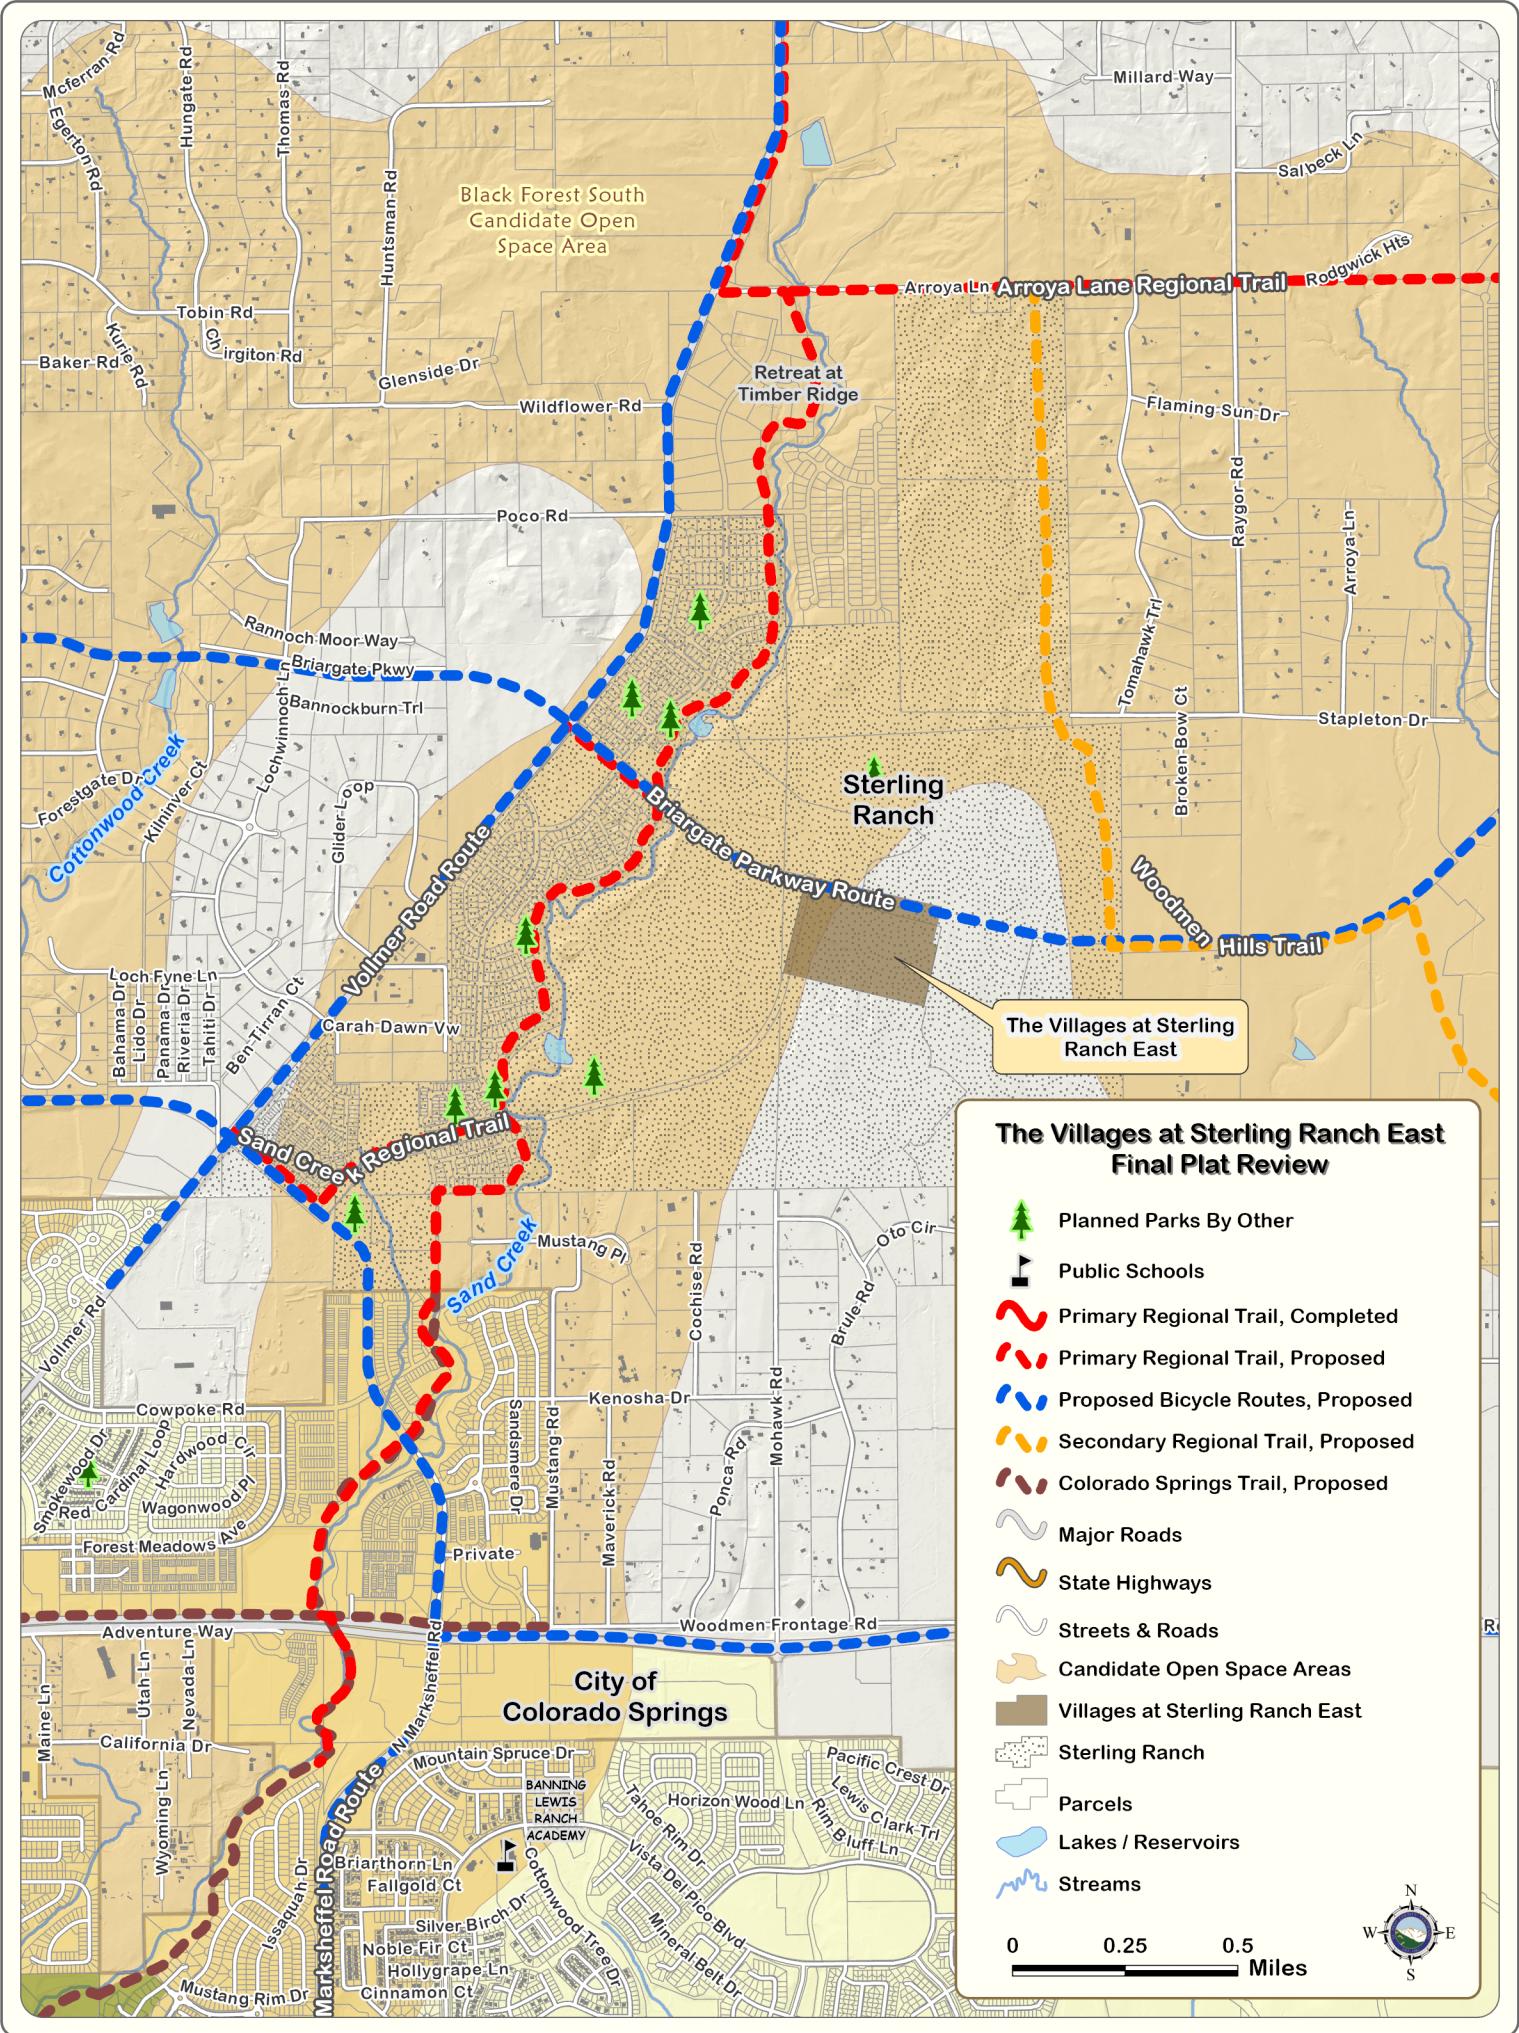 Mcferran Rd
Egerton Rd
Hungate Rd
Thomas Rd
Huntsman Rd
Millard Way
Salbeck Ln
Black Forest South
Candidate Open
Space Area
Rodgwick Hts
Arroya Ln
Arroya Lane Regional Trail
Tobin Rd
Kurie Rd
Chirgiton Rd
Baker Rd
Glenside Dr
Retreat at
Timber Ridge
Wildflower Rd
Flaming Sun Dr
Raygor Rd
Poco Rd
Arroya Ln
Rannoch Moor Way
Briargate Pkwy
Tomahawk Trl
Lochwinnoch Ln
Bannockburn Trl
Broken Bow Ct
Stapleton Dr
Cottonwood Creek
Forestgate Dr
Kilninver Ct
Glider Loop
Sterling
Ranch
Briargate Parkway Route
Vollmer Road Route
Woodmen
Hills Trail
Loch Fyne Ln
Bahama Dr
Lido Dr
Panama Dr
Riveria Dr
Tahiti Dr
Ben Tirran Ct
Carah Dawn Vw
The Villages at Sterling
Ranch East
Sand Creek Regional Trail
Sand Creek
Mustang Pl
Oto Cir
Cochise Rd
Brule Rd
Vollmer Rd
Kenosha Dr
Mohawk Rd
Cowpoke Rd
Sandsmere Dr
Mustang Rd
Maverick Rd
Ponca Rd
Smokewood Dr
Red Cardinal Loop
Hardwood Cir
Wagonwood Pl
Forest Meadows Ave
Private
Woodmen Frontage Rd
Rd
Adventure Way
N Marksheffel Rd
Maine Ln
Utah Ln
Nevada Ln
City of
Colorado Springs
California Dr
Wyoming Ln
Mountain Spruce Dr
Pacific Crest Dr
BANNING
LEWIS
RANCH
ACADEMY
Horizon Wood Ln
Lewis Clark Trl
Rim Bluff Ln
Tahoe Rim Dr
Vista Del Pico Blvd
Mineral Belt Dr
Marksheffel Road Route
Briarthorn Ln
Fallgold Ct
Issaquah Dr
Cottonwood Tree Dr
Silver Birch Dr
Noble Fir Ct
Hollygrape Ln
Cinnamon Ct
Mustang Rim Dr
The Villages at Sterling Ranch East
Final Plat Review
Planned Parks By Other
Public Schools
Primary Regional Trail, Completed
Primary Regional Trail, Proposed
Proposed Bicycle Routes, Proposed
Secondary Regional Trail, Proposed
Colorado Springs Trail, Proposed
Major Roads
State Highways
Streets & Roads
Candidate Open Space Areas
Villages at Sterling Ranch East
Sterling Ranch
Parcels
Lakes / Reservoirs
Streams
0 0.25 0.5
Miles
N
W E
S